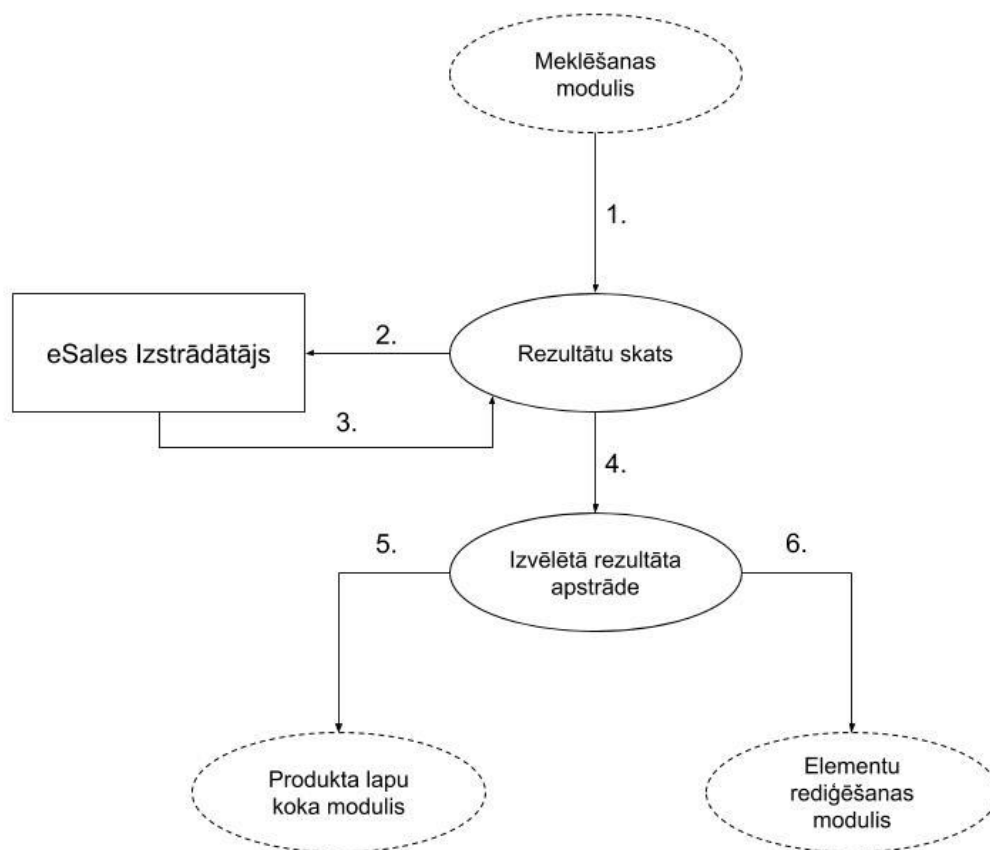 Meklēšanas
modulis
1.
eSales Izstrādātājs
2.
Rezultātu skats
3.
4.
5.
Izvēlētā rezultāta
apstrāde
6.
Produkta lapu
koka modulis
Elementu
rediģēšanas
modulis